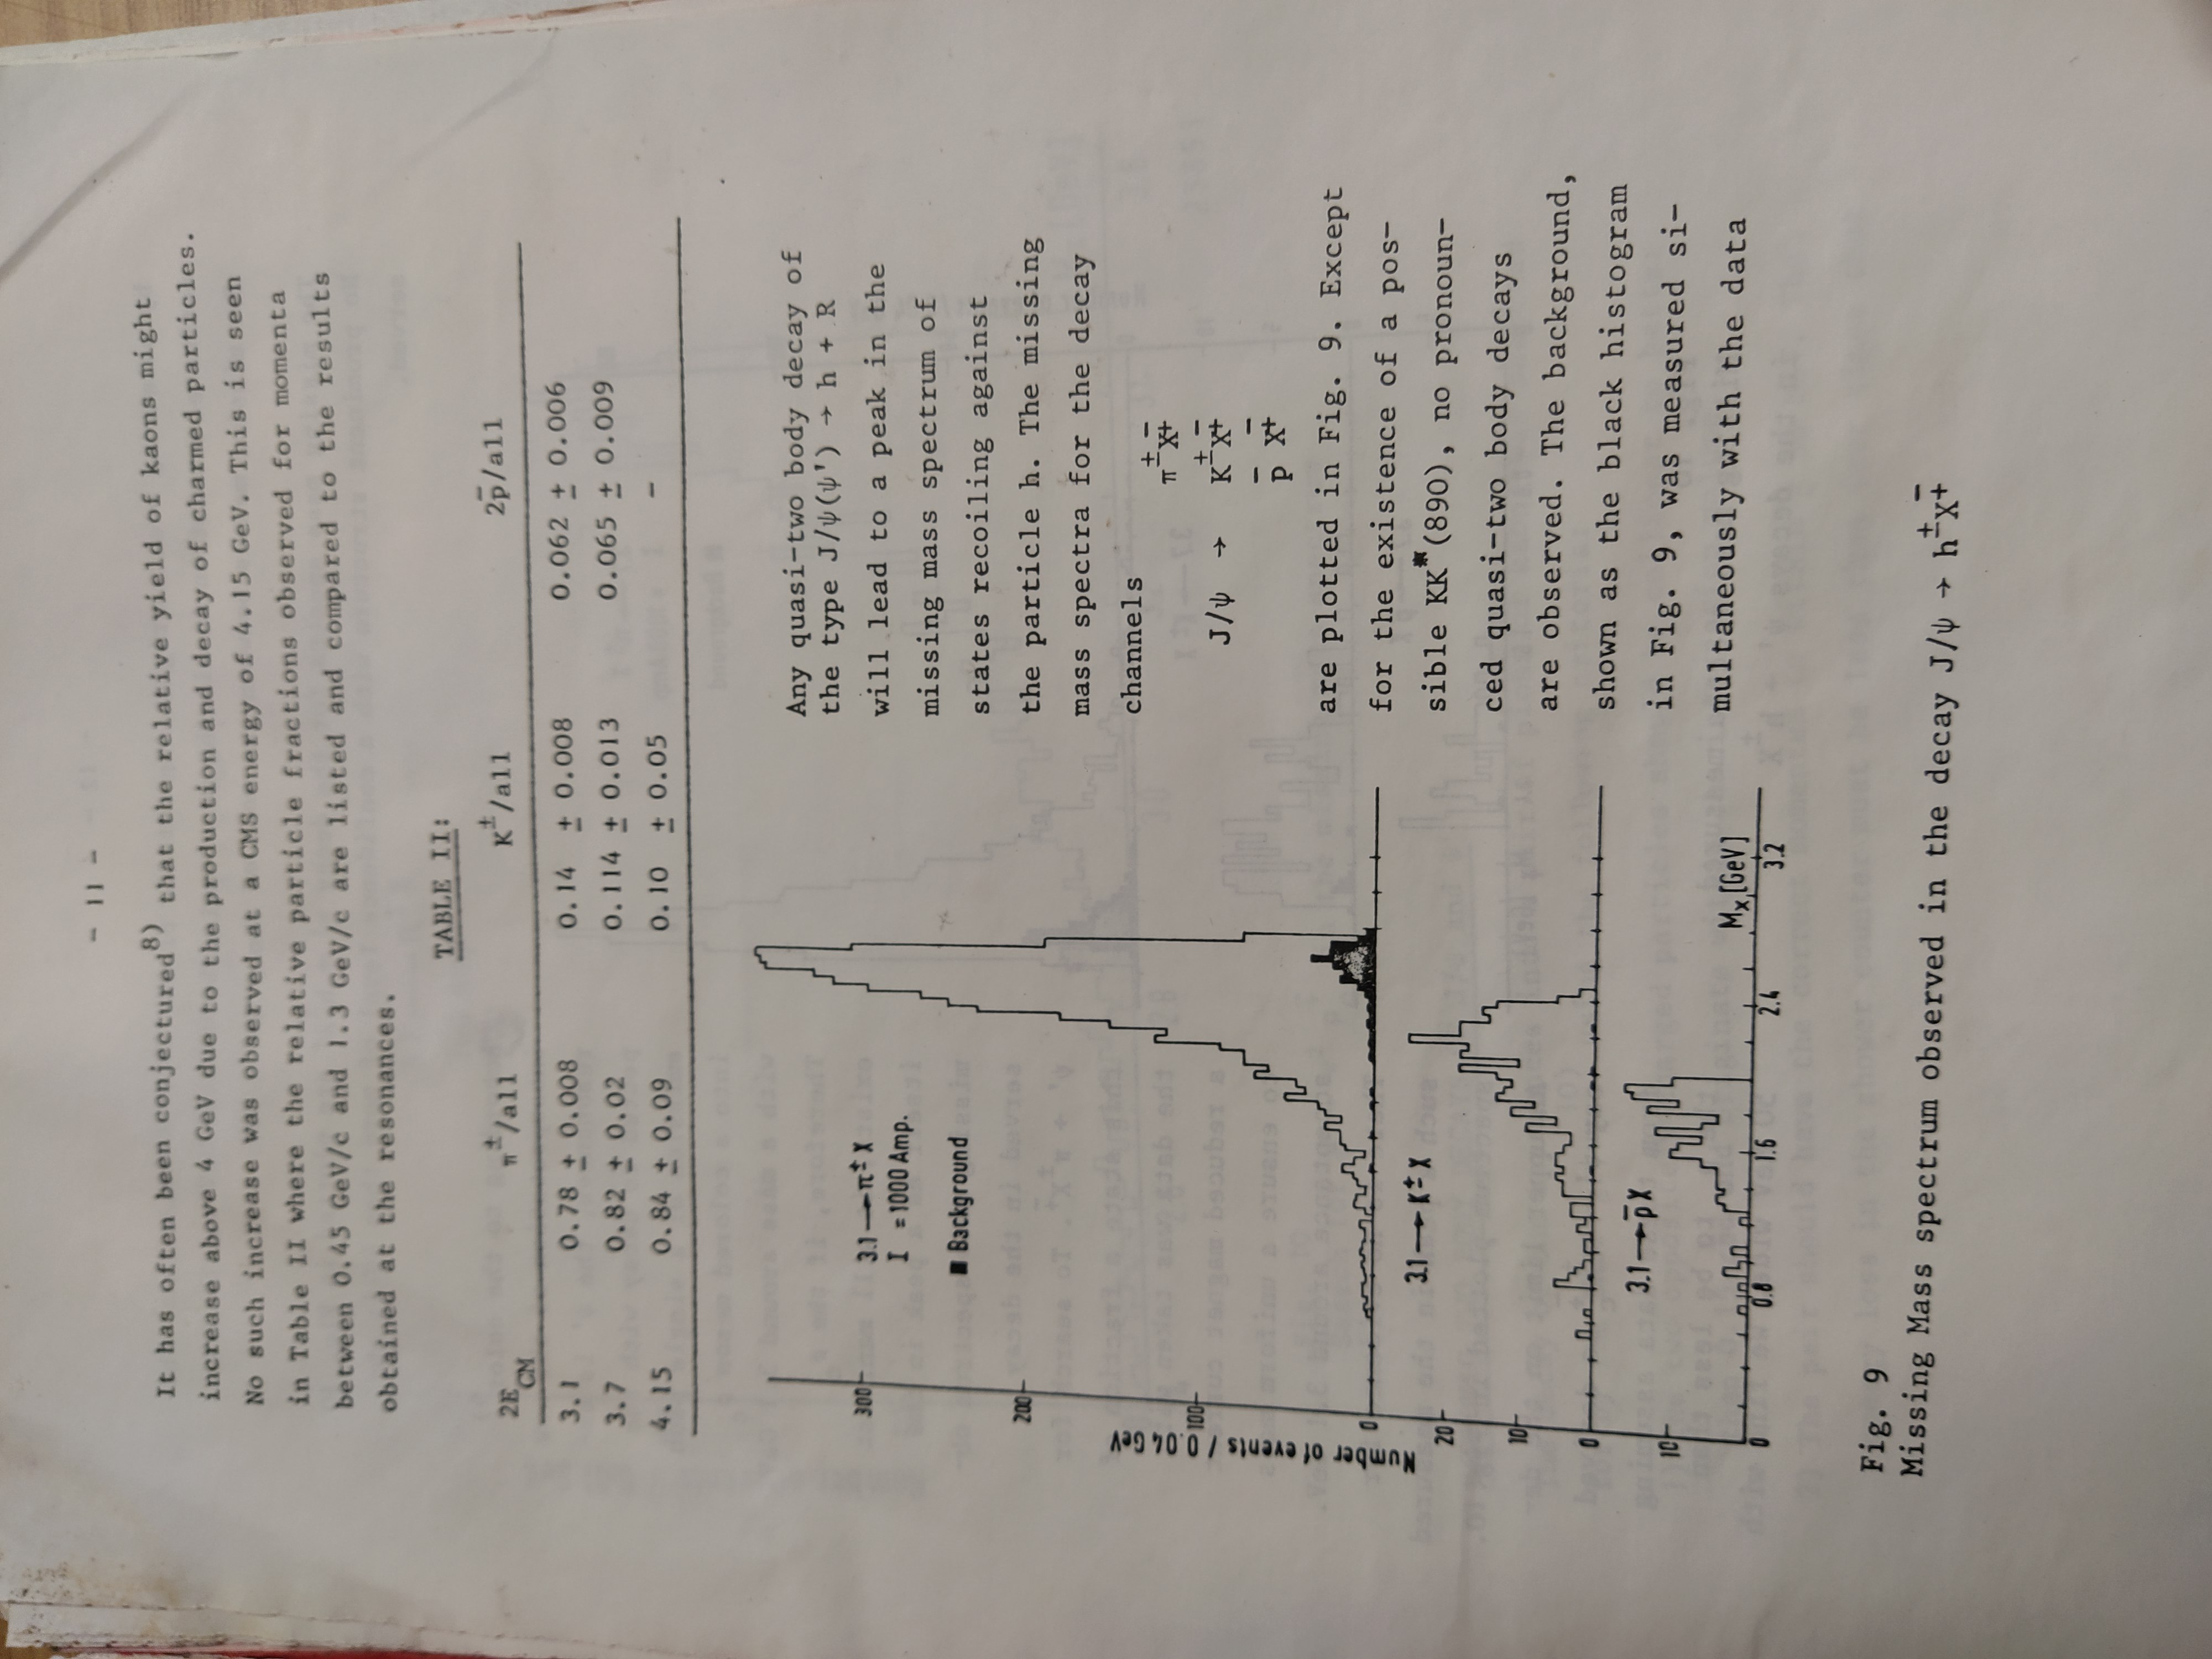 - 11 -
It has often been conjectured8) that the relative yield of kaons might
increase above 4 GeV due to the production and decay of charmed particles.
No such increase was observed at a CMS energy of 4.15 GeV. This is seen
in Table II where the relative particle fractions observed for momenta
between 0.45 GeV/c and 1.3 GeV/c are listed and compared to the results
obtained at the resonances.
TABLE II:
2E_CM π±/all K±/all 2p̄/all
3.1 0.78 ± 0.008 0.14 ± 0.008 0.062 ± 0.006
3.7 0.82 ± 0.02 0.114 ± 0.013 0.065 ± 0.009
4.15 0.84 ± 0.09 0.10 ± 0.05 -
Number of events / 0.04 GeV
300
200
100
0
3.1 → π± X
I = 1000 Amp.
■ Background
20
10
0
3.1 → K± X
10
0
3.1 → p̄ X
0.8 1.6 2.4 3.2
Mx [GeV]
Any quasi-two body decay of
the type J/ψ(ψ') → h + R
will lead to a peak in the
missing mass spectrum of
states recoiling against
the particle h. The missing
mass spectra for the decay
channels
π±X∓
J/ψ → K±X∓
p̄ X∓
are plotted in Fig. 9. Except
for the existence of a pos-
sible KK*(890), no pronoun-
ced quasi-two body decays
are observed. The background,
shown as the black histogram
in Fig. 9, was measured si-
multaneously with the data
Fig. 9
Missing Mass spectrum observed in the decay J/ψ → h±X∓